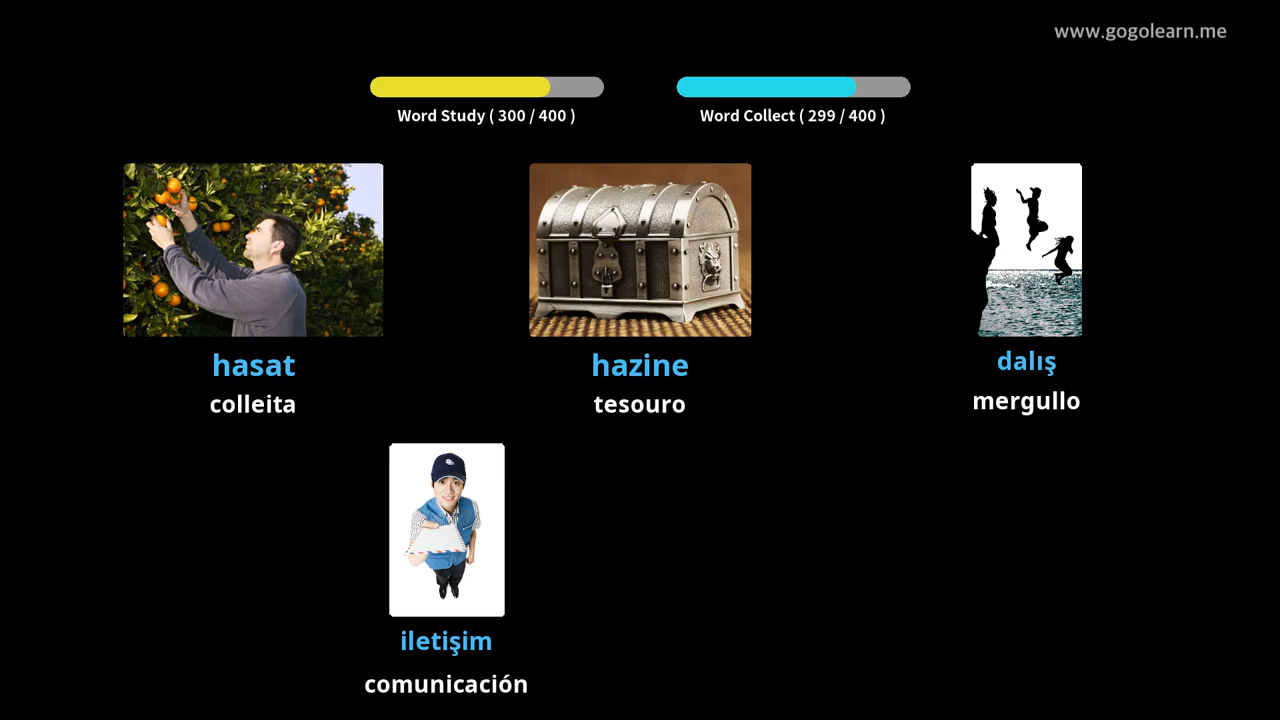 www.gogolearn.me
Word Study ( 300 / 400 )
Word Collect ( 299 / 400 )
hasat
colleita
hazine
tesouro
dalış
mergullo
iletişim
comunicación